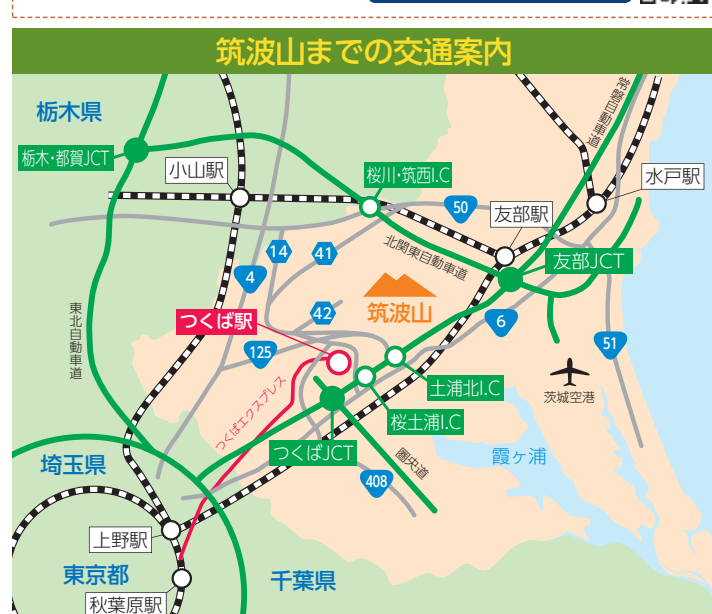 筑波山までの交通案内
栃木県
常磐自動車道
栃木・都賀JCT
小山駅
桜川・筑西I.C
水戸駅
50
友部駅
北関東自動車道
友部JCT
14
41
4
筑波山
42
つくば駅
6
東北自動車道
125
51
土浦北I.C
茨城空港
つくばエクスプレス
桜土浦I.C
つくばJCT
圏央道
霞ヶ浦
埼玉県
408
上野駅
東京都
千葉県
秋葉原駅